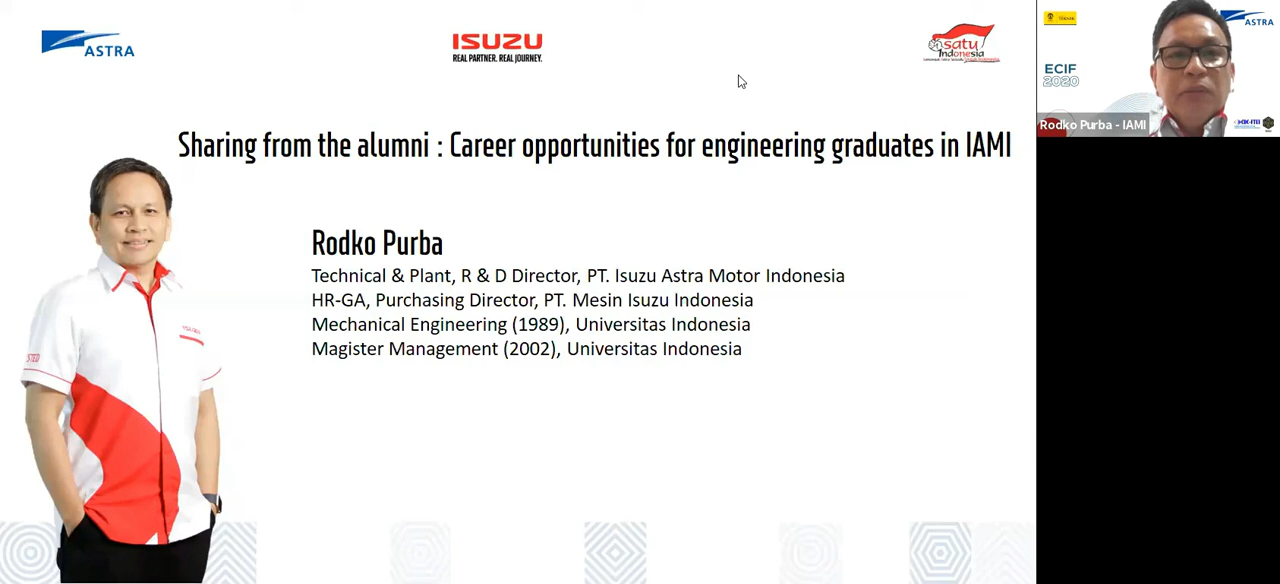 ASTRA
ISUZU
REAL PARTNER. REAL JOURNEY.
satu
Indonesia
Sharing from the alumni : Career opportunities for engineering graduates in IAMI
Rodko Purba
Technical & Plant, R & D Director, PT. Isuzu Astra Motor Indonesia
HR-GA, Purchasing Director, PT. Mesin Isuzu Indonesia
Mechanical Engineering (1989), Universitas Indonesia
Magister Management (2002), Universitas Indonesia
ISUZU
ASTRA
ECIF
2020
Rodko Purba - IAMI